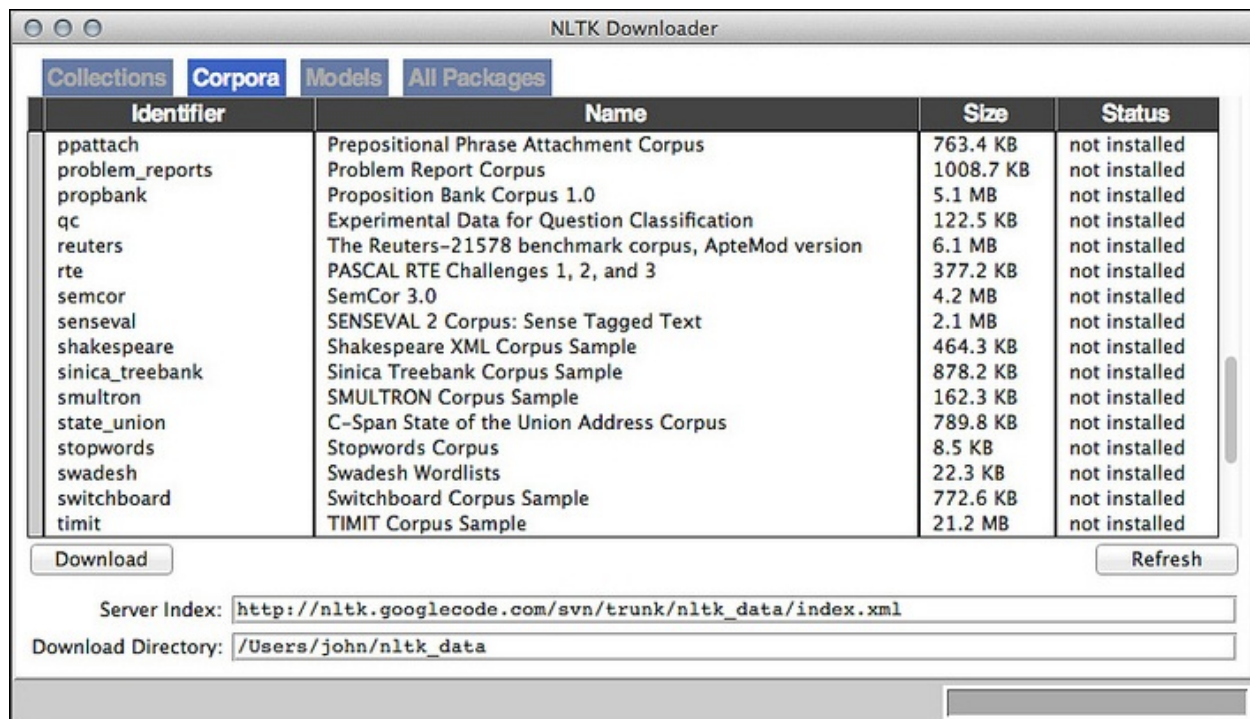 NLTK Downloader
Collections Corpora Models All Packages
Identifier Name Size Status
ppattach Prepositional Phrase Attachment Corpus 763.4 KB not installed
problem_reports Problem Report Corpus 1008.7 KB not installed
propbank Proposition Bank Corpus 1.0 5.1 MB not installed
qc Experimental Data for Question Classification 122.5 KB not installed
reuters The Reuters-21578 benchmark corpus, ApteMod version 6.1 MB not installed
rte PASCAL RTE Challenges 1, 2, and 3 377.2 KB not installed
semcor SemCor 3.0 4.2 MB not installed
senseval SENSEVAL 2 Corpus: Sense Tagged Text 2.1 MB not installed
shakespeare Shakespeare XML Corpus Sample 464.3 KB not installed
sinica_treebank Sinica Treebank Corpus Sample 878.2 KB not installed
smultron SMULTRON Corpus Sample 162.3 KB not installed
state_union C-Span State of the Union Address Corpus 789.8 KB not installed
stopwords Stopwords Corpus 8.5 KB not installed
swadesh Swadesh Wordlists 22.3 KB not installed
switchboard Switchboard Corpus Sample 772.6 KB not installed
timit TIMIT Corpus Sample 21.2 MB not installed
Download Refresh
Server Index: http://nltk.googlecode.com/svn/trunk/nltk_data/index.xml
Download Directory: /Users/john/nltk_data